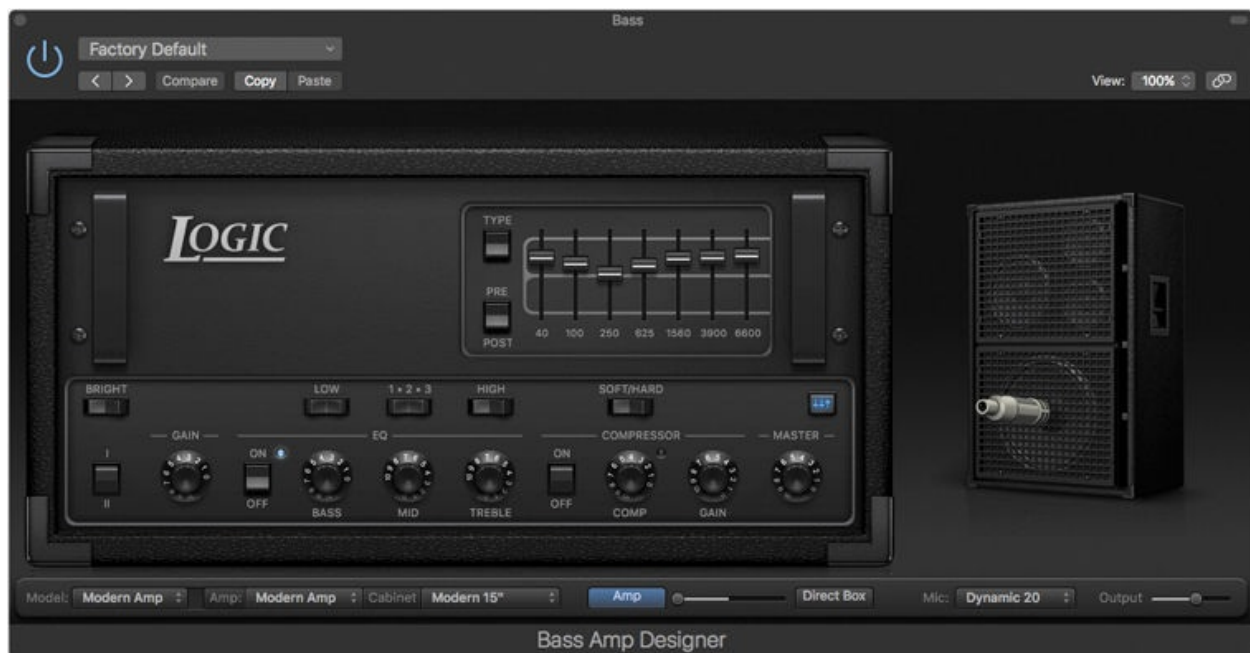 Bass
Factory Default
Compare Copy Paste
View: 100%
LOGIC
TYPE
PRE
POST
40 100 250 625 1560 3900 6600
BRIGHT LOW 1 • 2 • 3 HIGH SOFT/HARD
GAIN EQ COMPRESSOR MASTER
I ON ON
II OFF BASS MID TREBLE OFF COMP GAIN
Model: Modern Amp Amp: Modern Amp Cabinet Modern 15" Amp Direct Box Mic: Dynamic 20 Output
Bass Amp Designer